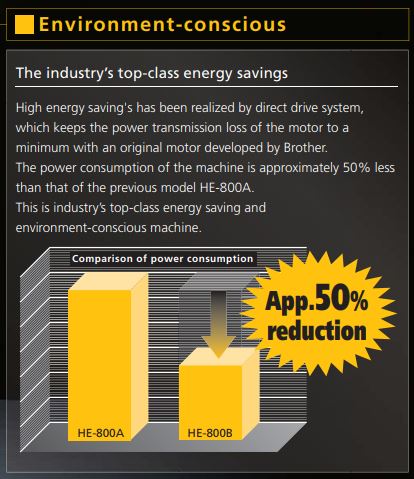 Environment-conscious
The industry's top-class energy savings
High energy saving's has been realized by direct drive system,
which keeps the power transmission loss of the motor to a
minimum with an original motor developed by Brother.
The power consumption of the machine is approximately 50% less
than that of the previous model HE-800A.
This is industry's top-class energy saving and
environment-conscious machine.
Comparison of power consumption
App.50%
reduction
HE-800A
HE-800B